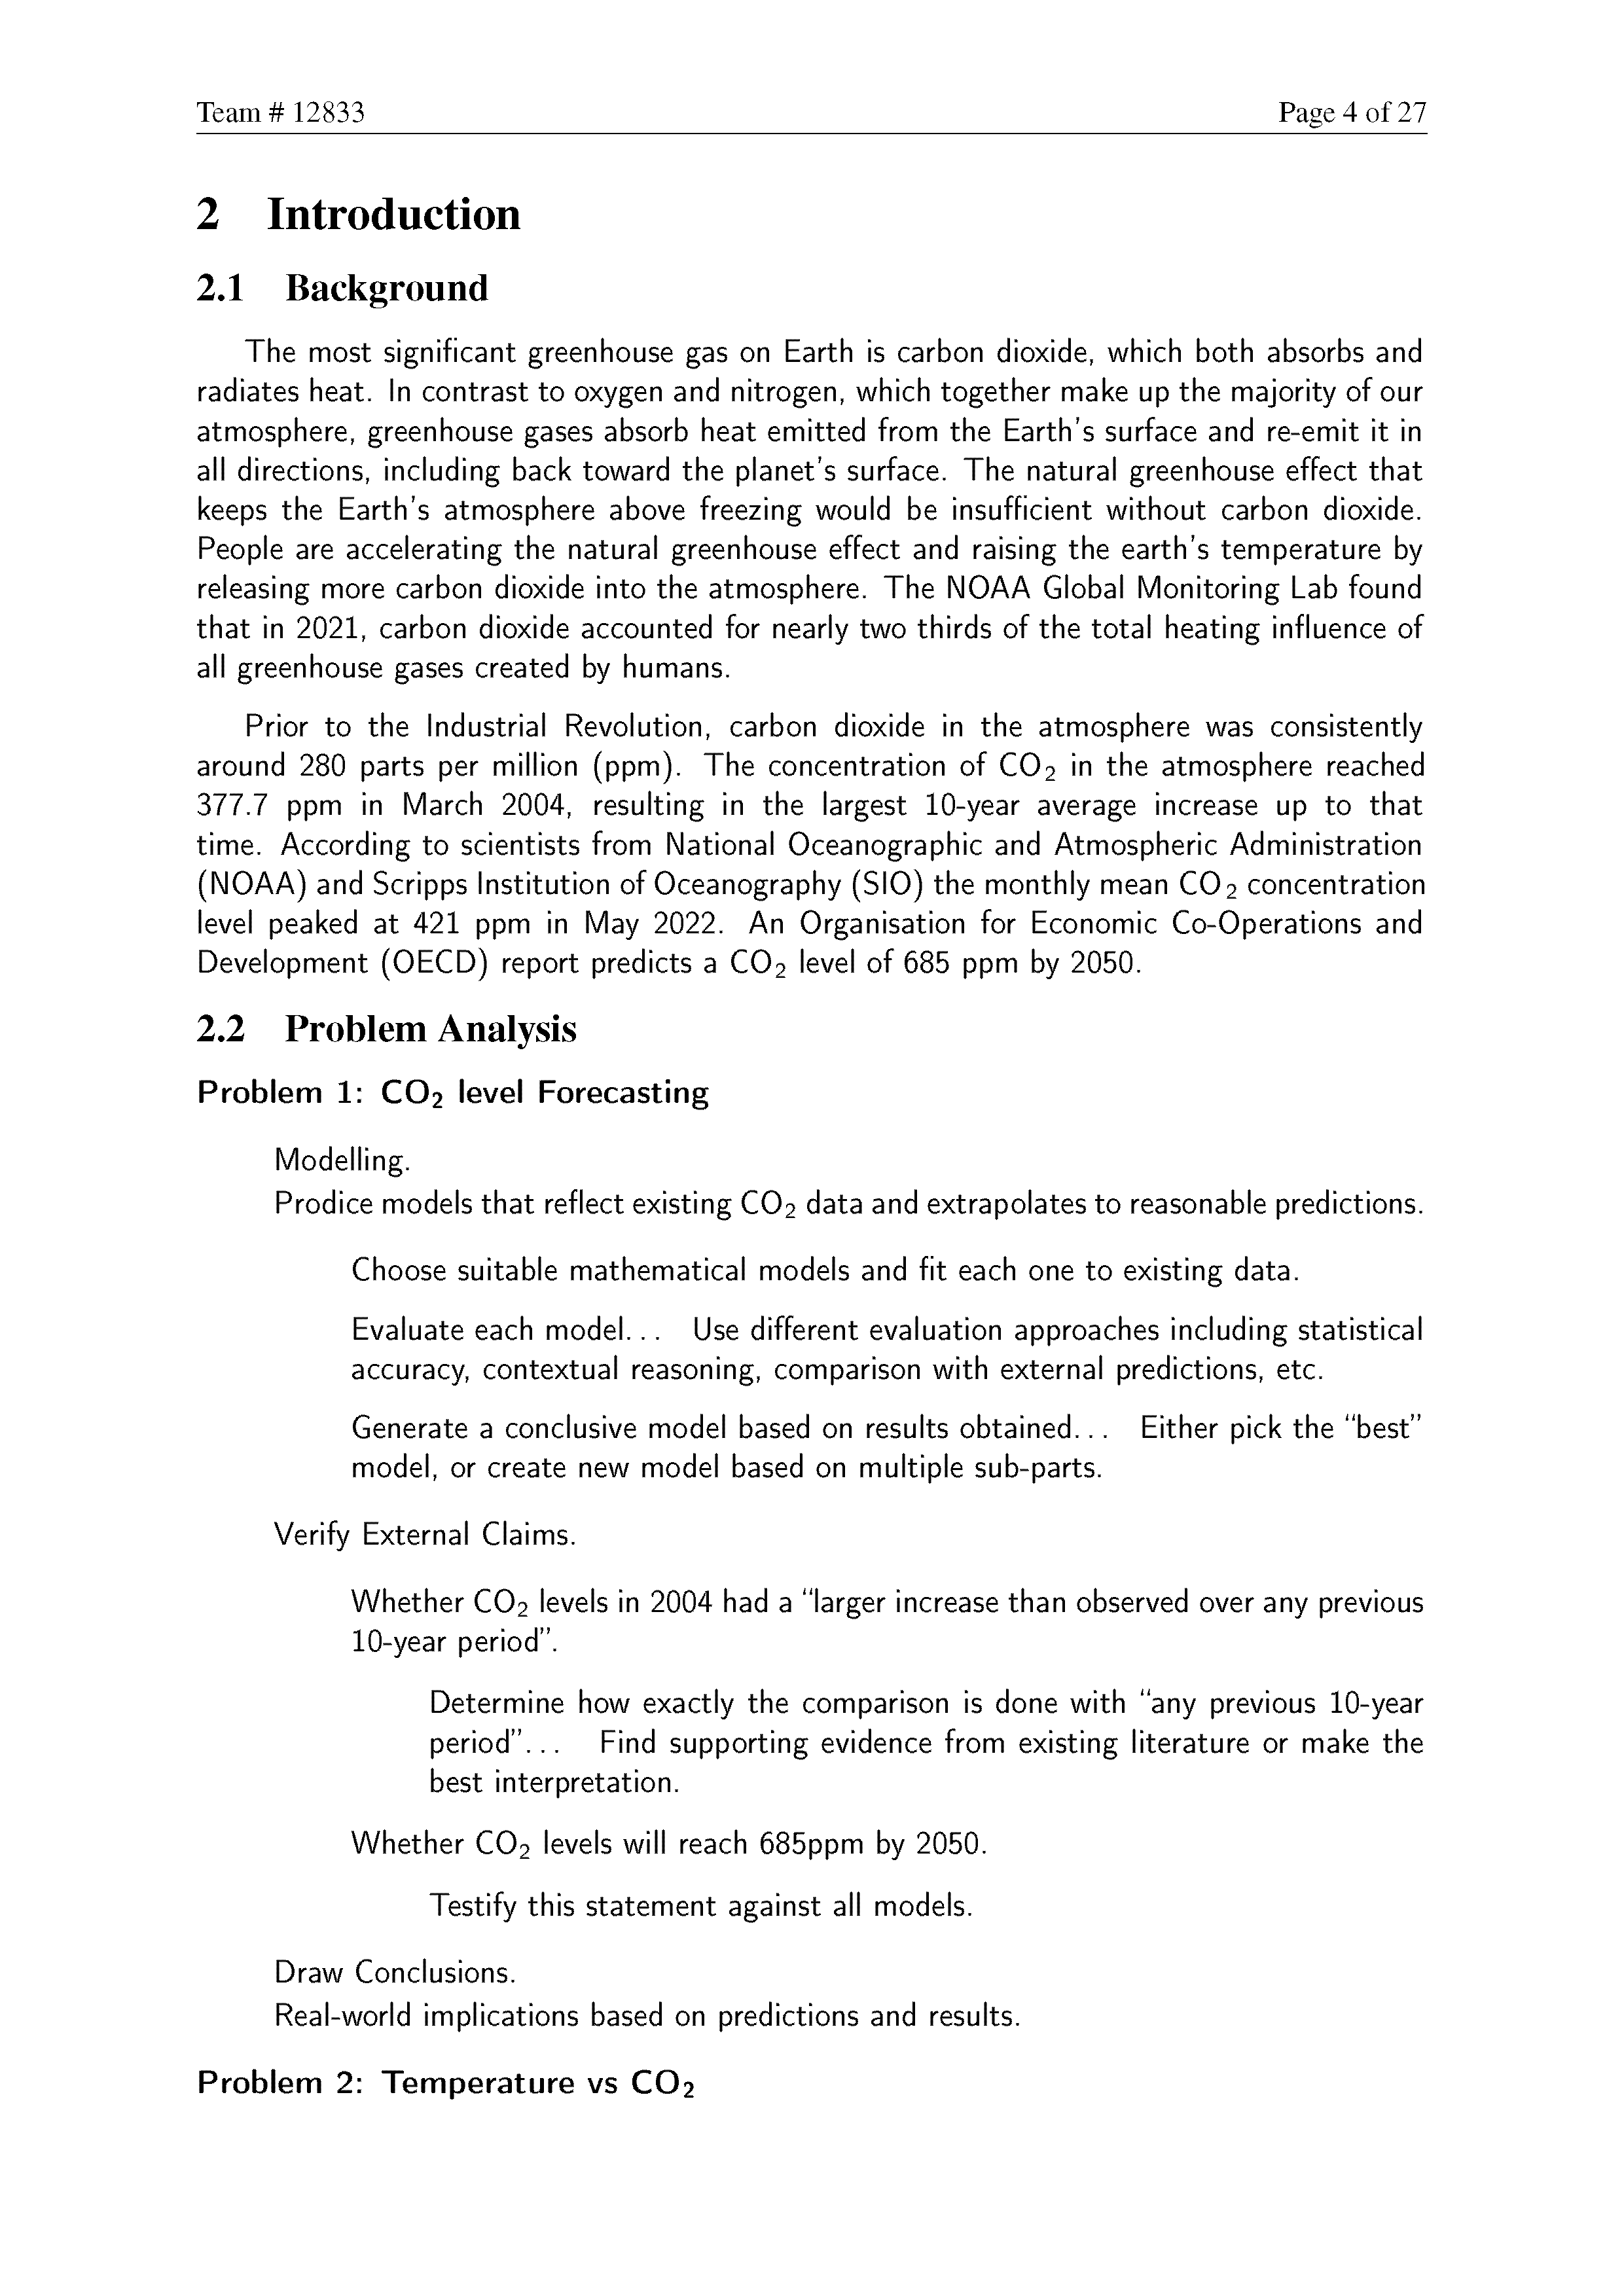 Team # 12833 Page 4 of 27
2 Introduction
2.1 Background
The most significant greenhouse gas on Earth is carbon dioxide, which both absorbs and
radiates heat. In contrast to oxygen and nitrogen, which together make up the majority of our
atmosphere, greenhouse gases absorb heat emitted from the Earth's surface and re-emit it in
all directions, including back toward the planet's surface. The natural greenhouse effect that
keeps the Earth's atmosphere above freezing would be insufficient without carbon dioxide.
People are accelerating the natural greenhouse effect and raising the earth's temperature by
releasing more carbon dioxide into the atmosphere. The NOAA Global Monitoring Lab found
that in 2021, carbon dioxide accounted for nearly two thirds of the total heating influence of
all greenhouse gases created by humans.
Prior to the Industrial Revolution, carbon dioxide in the atmosphere was consistently
around 280 parts per million (ppm). The concentration of CO₂ in the atmosphere reached
377.7 ppm in March 2004, resulting in the largest 10-year average increase up to that
time. According to scientists from National Oceanographic and Atmospheric Administration
(NOAA) and Scripps Institution of Oceanography (SIO) the monthly mean CO₂ concentration
level peaked at 421 ppm in May 2022. An Organisation for Economic Co-Operations and
Development (OECD) report predicts a CO₂ level of 685 ppm by 2050.
2.2 Problem Analysis
Problem 1: CO₂ level Forecasting
Modelling.
Prodice models that reflect existing CO₂ data and extrapolates to reasonable predictions.
Choose suitable mathematical models and fit each one to existing data.
Evaluate each model... Use different evaluation approaches including statistical
accuracy, contextual reasoning, comparison with external predictions, etc.
Generate a conclusive model based on results obtained... Either pick the “best”
model, or create new model based on multiple sub-parts.
Verify External Claims.
Whether CO₂ levels in 2004 had a “larger increase than observed over any previous
10-year period”.
Determine how exactly the comparison is done with “any previous 10-year
period”... Find supporting evidence from existing literature or make the
best interpretation.
Whether CO₂ levels will reach 685ppm by 2050.
Testify this statement against all models.
Draw Conclusions.
Real-world implications based on predictions and results.
Problem 2: Temperature vs CO₂